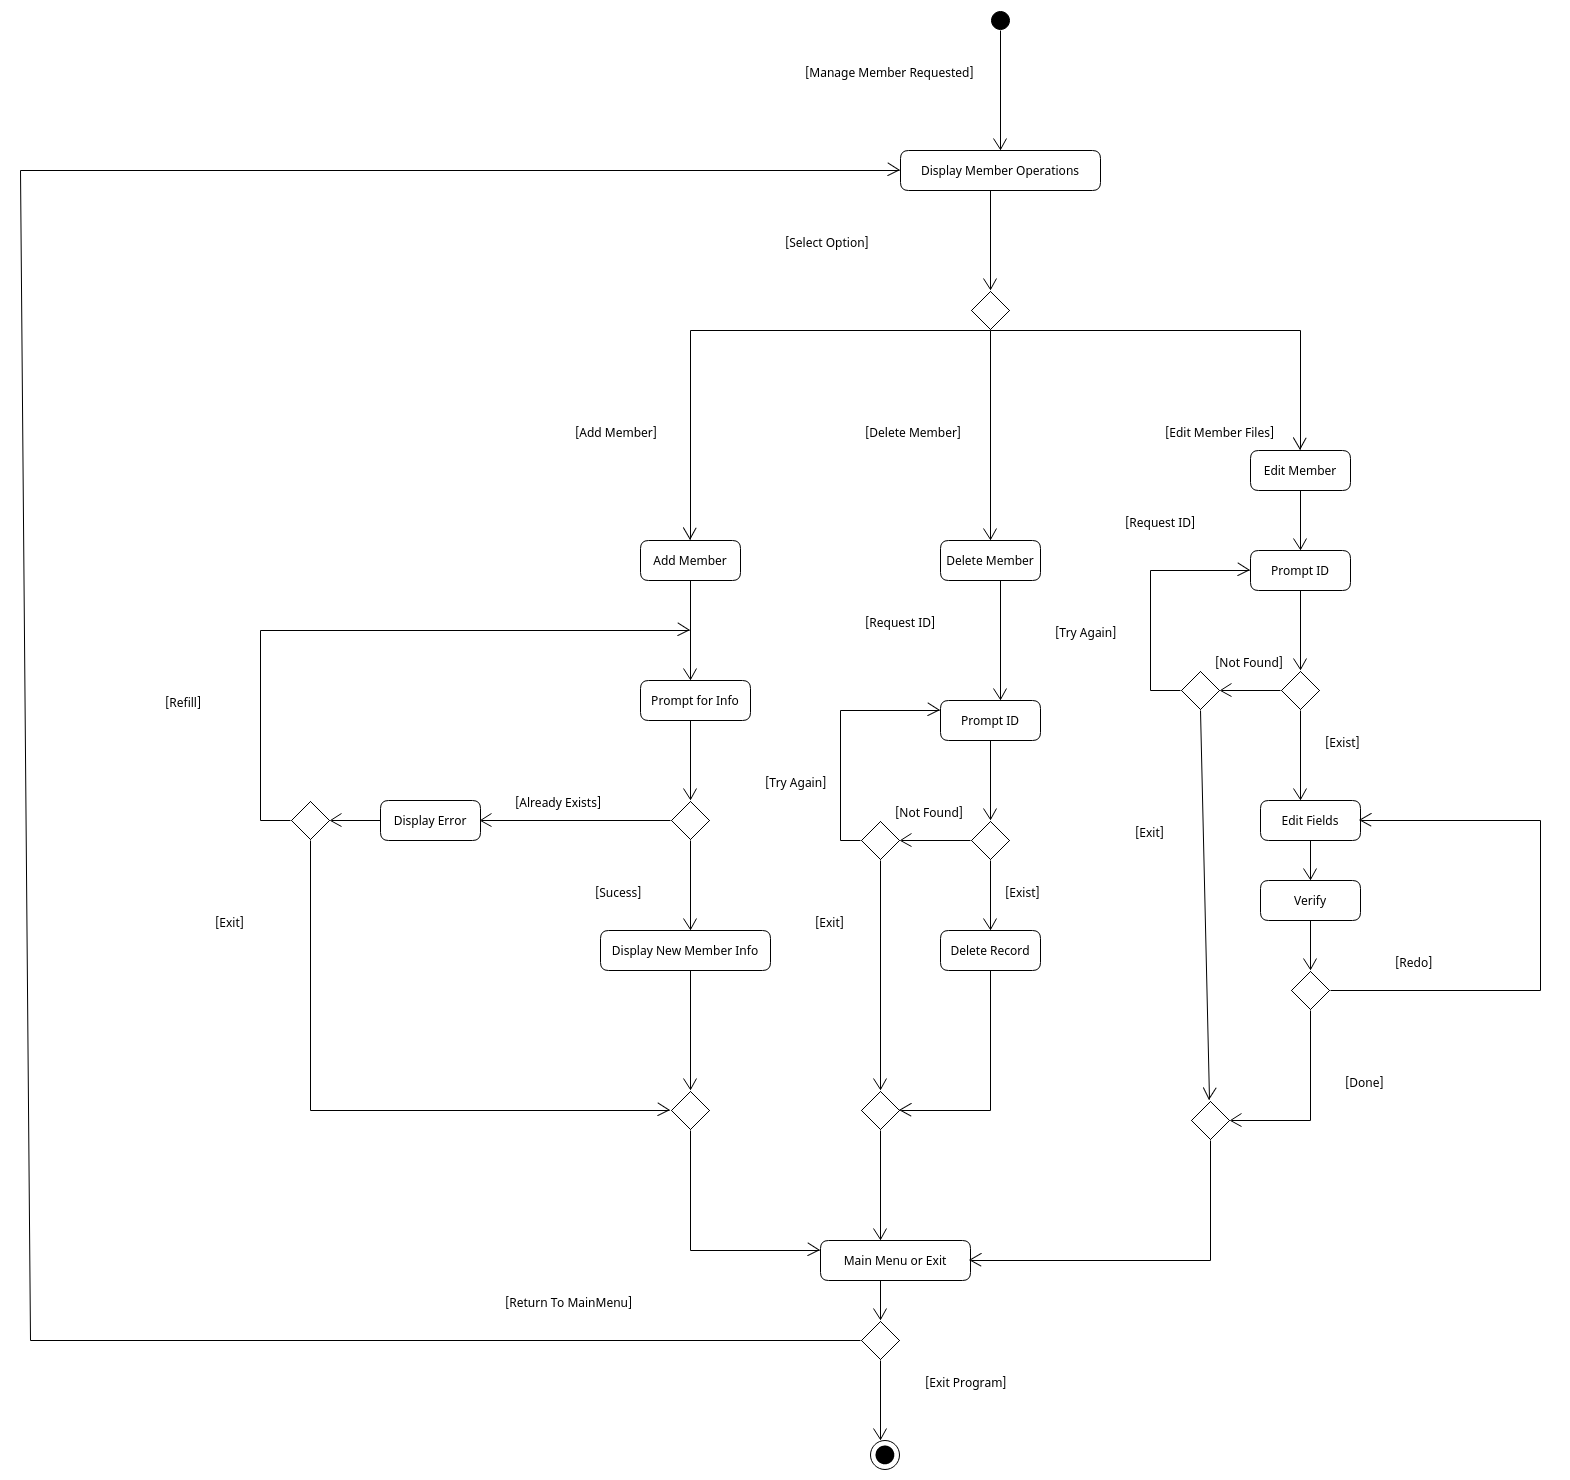 [Manage Member Requested]
Display Member Operations
[Select Option]
[Add Member]
[Delete Member]
[Edit Member Files]
Edit Member
[Request ID]
Add Member
Delete Member
Prompt ID
[Request ID]
[Try Again]
[Not Found]
[Refill]
Prompt for Info
Prompt ID
[Exist]
[Try Again]
[Already Exists]
[Not Found]
Display Error
Edit Fields
[Exit]
[Sucess]
[Exist]
Verify
[Exit]
[Exit]
Display New Member Info
Delete Record
[Redo]
[Done]
Main Menu or Exit
[Return To MainMenu]
[Exit Program]